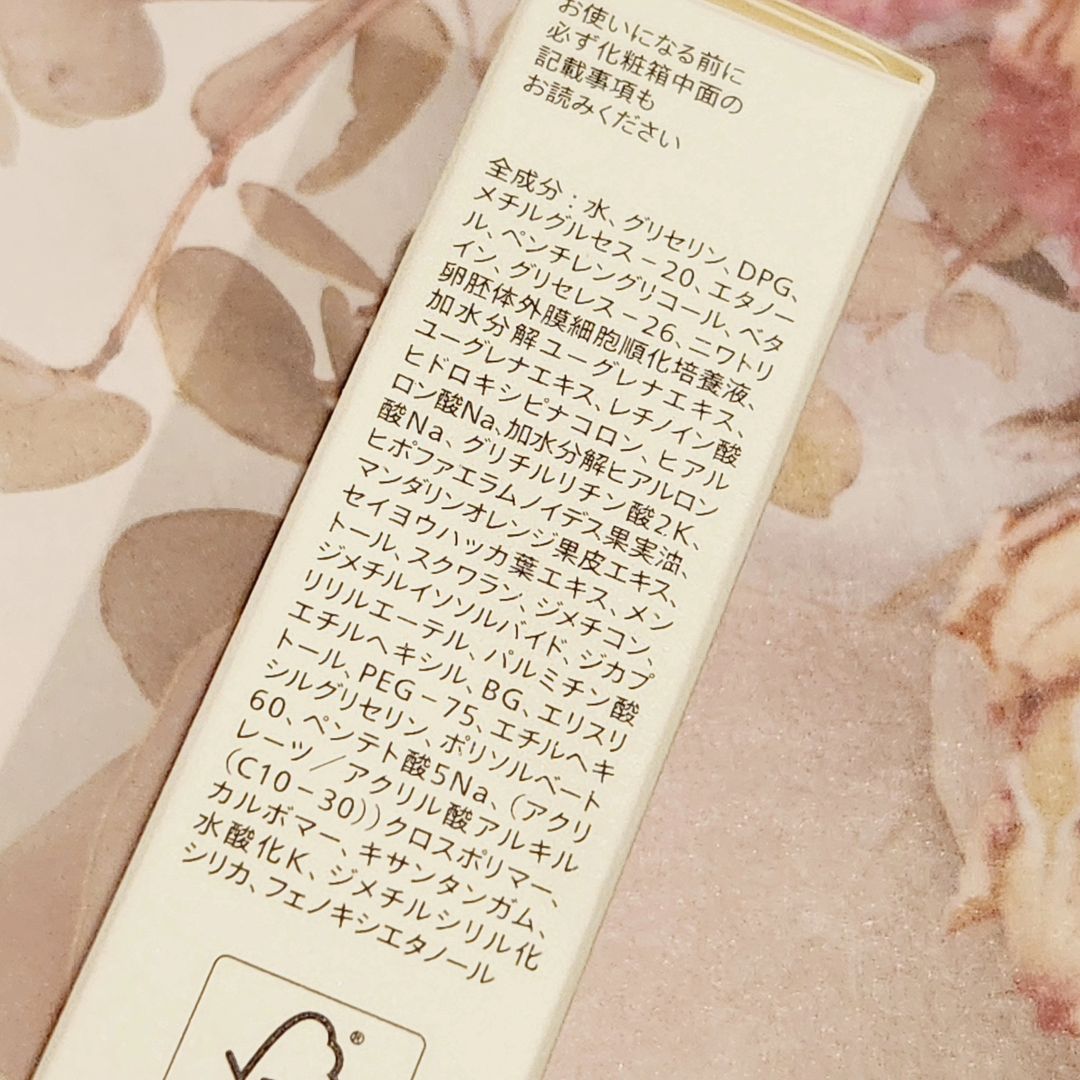 お使いになる前に
必ず化粧箱中面の
記載事項も
お読みください
全成分：水、グリセリン、DPG、
メチルグルセス－20、エタノー
ル、ペンチレングリコール、ベタ
イン、グリセレス－26、ニワトリ
卵胚体外膜細胞順化培養液、
加水分解ユーグレナエキス、
ユーグレナエキス、レチノイン酸
ヒドロキシピナコロン、ヒアル
ロン酸Na、加水分解ヒアルロン
酸Na、グリチルリチン酸2K、
ヒポファエラムノイデス果実油、
マンダリンオレンジ果皮エキス、
セイヨウハッカ葉エキス、メン
トール、スクワラン、ジメチコン、
ジメチルイソソルバイド、ジカプ
リリルエーテル、パルミチン酸
エチルヘキシル、BG、エリスリ
トール、PEG－75、エチルヘキ
シルグリセリン、ポリソルベート
60、ペンテト酸5Na、（アクリ
レーツ／アクリル酸アルキル
（C10－30））クロスポリマー、
カルボマー、キサンタンガム、
水酸化K、ジメチルシリル化
シリカ、フェノキシエタノール
®